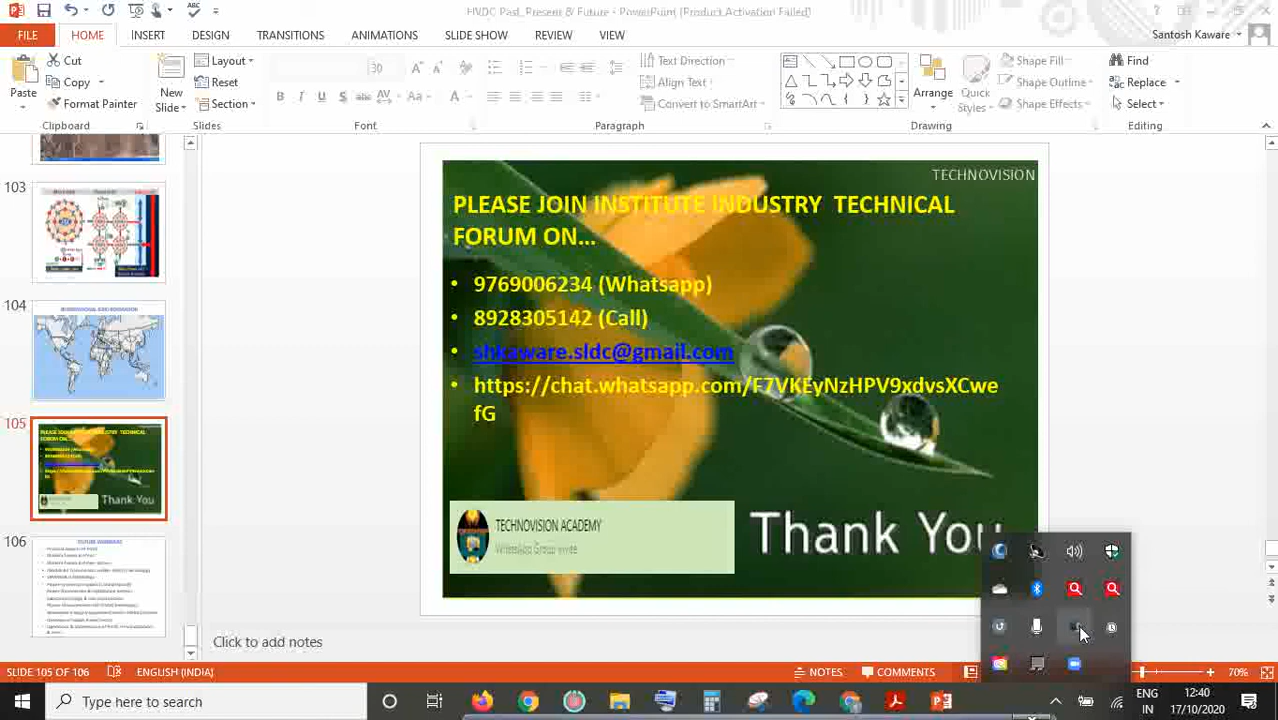 HVDC Past_Present & Future - PowerPoint (Product Activation Failed)
FILE HOME INSERT DESIGN TRANSITIONS ANIMATIONS SLIDE SHOW REVIEW VIEW
Santosh Kaware
Paste
Cut
Copy
Format Painter
Clipboard
New Slide
Layout
Reset
Section
Slides
30
Font
Text Direction
Align Text
Convert to SmartArt
Paragraph
Arrange
Quick Styles
Shape Fill
Shape Outline
Shape Effects
Drawing
Find
Replace
Select
Editing
103
104
105
106
TECHNOVISION
PLEASE JOIN INSTITUTE INDUSTRY TECHNICAL
FORUM ON…
• 9769006234 (Whatsapp)
• 8928305142 (Call)
• shkaware.sldc@gmail.com
• https://chat.whatsapp.com/F7VKEyNzHPV9xdvsXCwe
fG
TECHNOVISION ACADEMY
Thank You
Click to add notes
SLIDE 105 OF 106
ENGLISH (INDIA)
NOTES
COMMENTS
70%
Type here to search
ENG
IN
12:40
17/10/2020